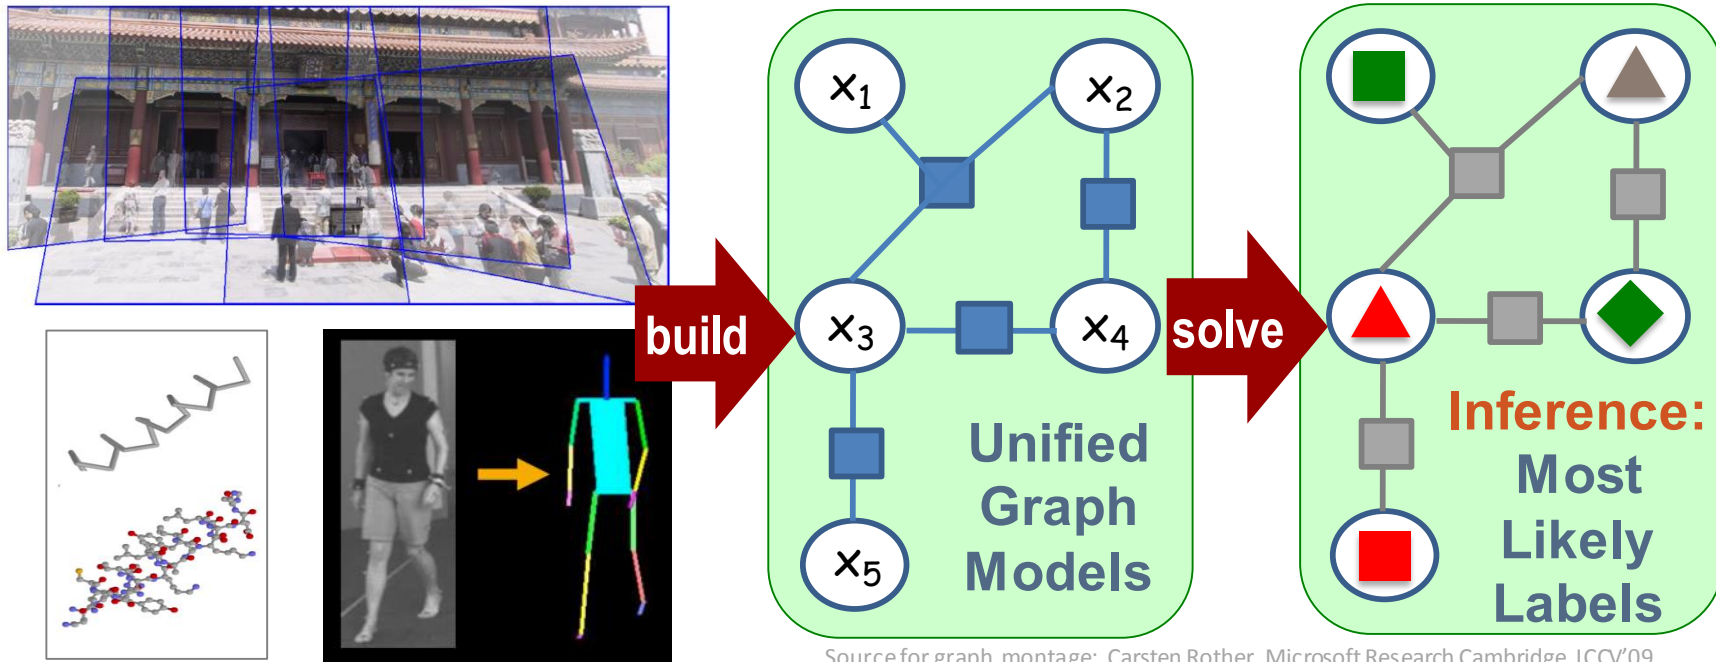 build
x1
x2
x3
x4
x5
Unified
Graph
Models
solve
Inference:
Most
Likely
Labels
Source for graph montage: Carsten Rother, Microsoft Research Cambridge, ICCV'09